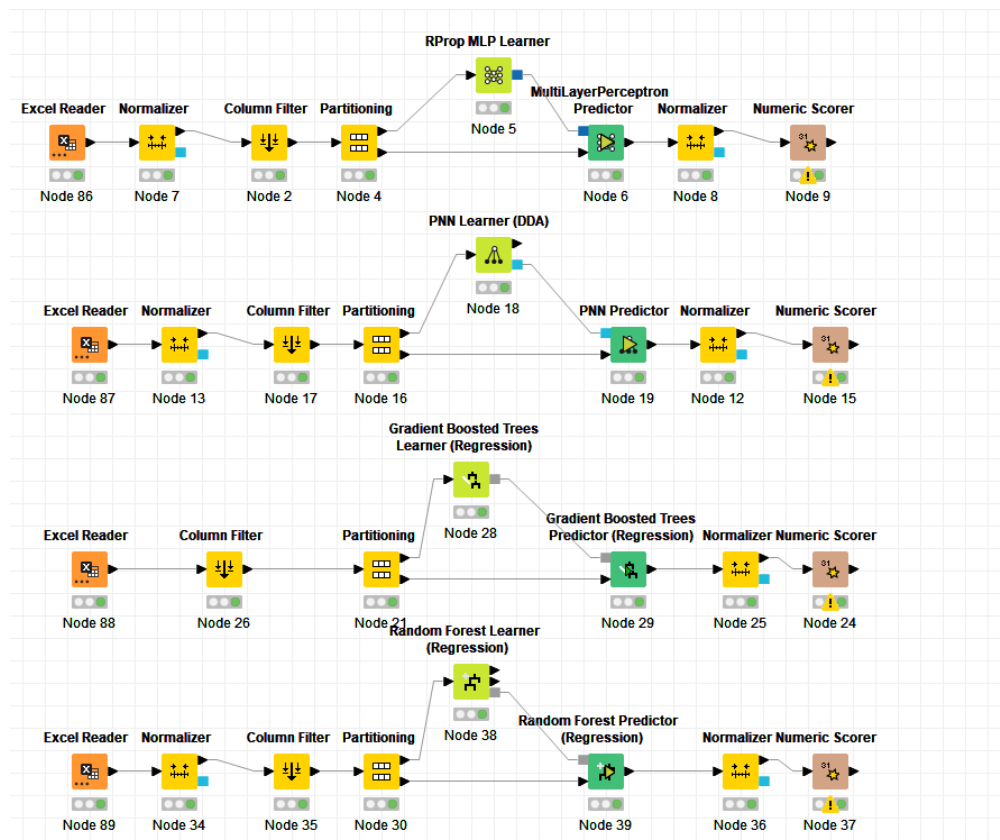 RProp MLP Learner
MultiLayerPerceptron
Excel Reader Normalizer Column Filter Partitioning Predictor Normalizer Numeric Scorer
Node 5
Node 86 Node 7 Node 2 Node 4 Node 6 Node 8 Node 9
PNN Learner (DDA)
Node 18
Excel Reader Normalizer Column Filter Partitioning PNN Predictor Normalizer Numeric Scorer
Node 87 Node 13 Node 17 Node 16 Node 19 Node 12 Node 15
Gradient Boosted Trees
Learner (Regression)
Node 28
Gradient Boosted Trees
Excel Reader Column Filter Partitioning Predictor (Regression) Normalizer Numeric Scorer
Node 88 Node 26 Node 21 Node 29 Node 25 Node 24
Random Forest Learner
(Regression)
Node 38
Random Forest Predictor
Excel Reader Normalizer Column Filter Partitioning (Regression) Normalizer Numeric Scorer
Node 89 Node 34 Node 35 Node 30 Node 39 Node 36 Node 37